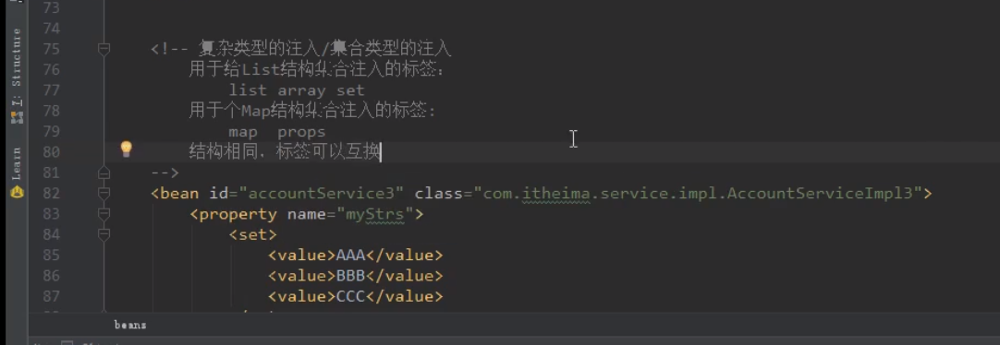 73
74
75 <!-- 复杂类型的注入/集合类型的注入
76 用于给List结构集合注入的标签:
77 list array set
78 用于个Map结构集合注入的标签:
79 map props
80 结构相同，标签可以互换
81 -->
82 <bean id="accountService3" class="com.itheima.service.impl.AccountServiceImpl3">
83 <property name="myStrs">
84 <set>
85 <value>AAA</value>
86 <value>BBB</value>
87 <value>CCC</value>
beans
Z: Structure
Learn